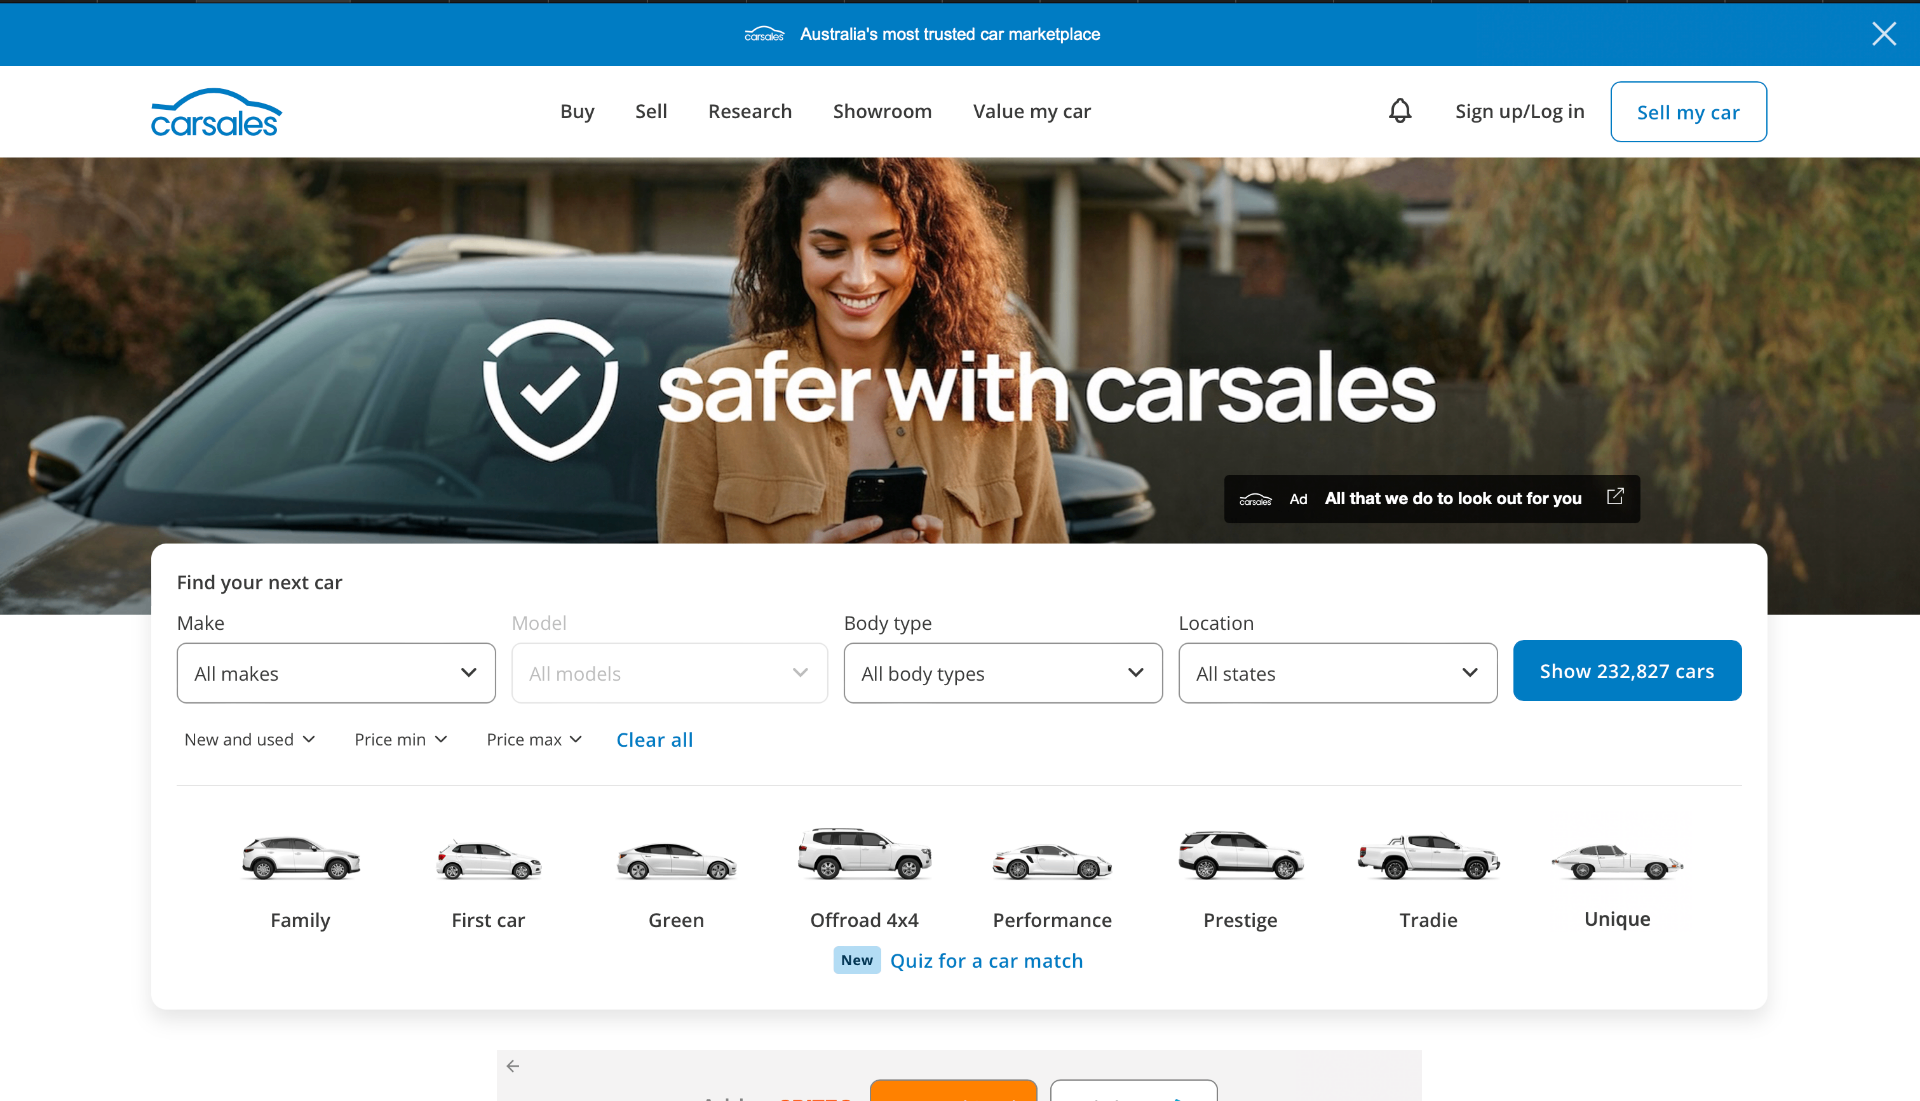 carsales Australia's most trusted car marketplace
carsales
Buy Sell Research Showroom Value my car Sign up/Log in Sell my car
safer with carsales
carsales Ad All that we do to look out for you
Find your next car
Make Model Body type Location
All makes All models All body types All states Show 232,827 cars
New and used Price min Price max Clear all
Family First car Green Offroad 4x4 Performance Prestige Tradie Unique
New Quiz for a car match